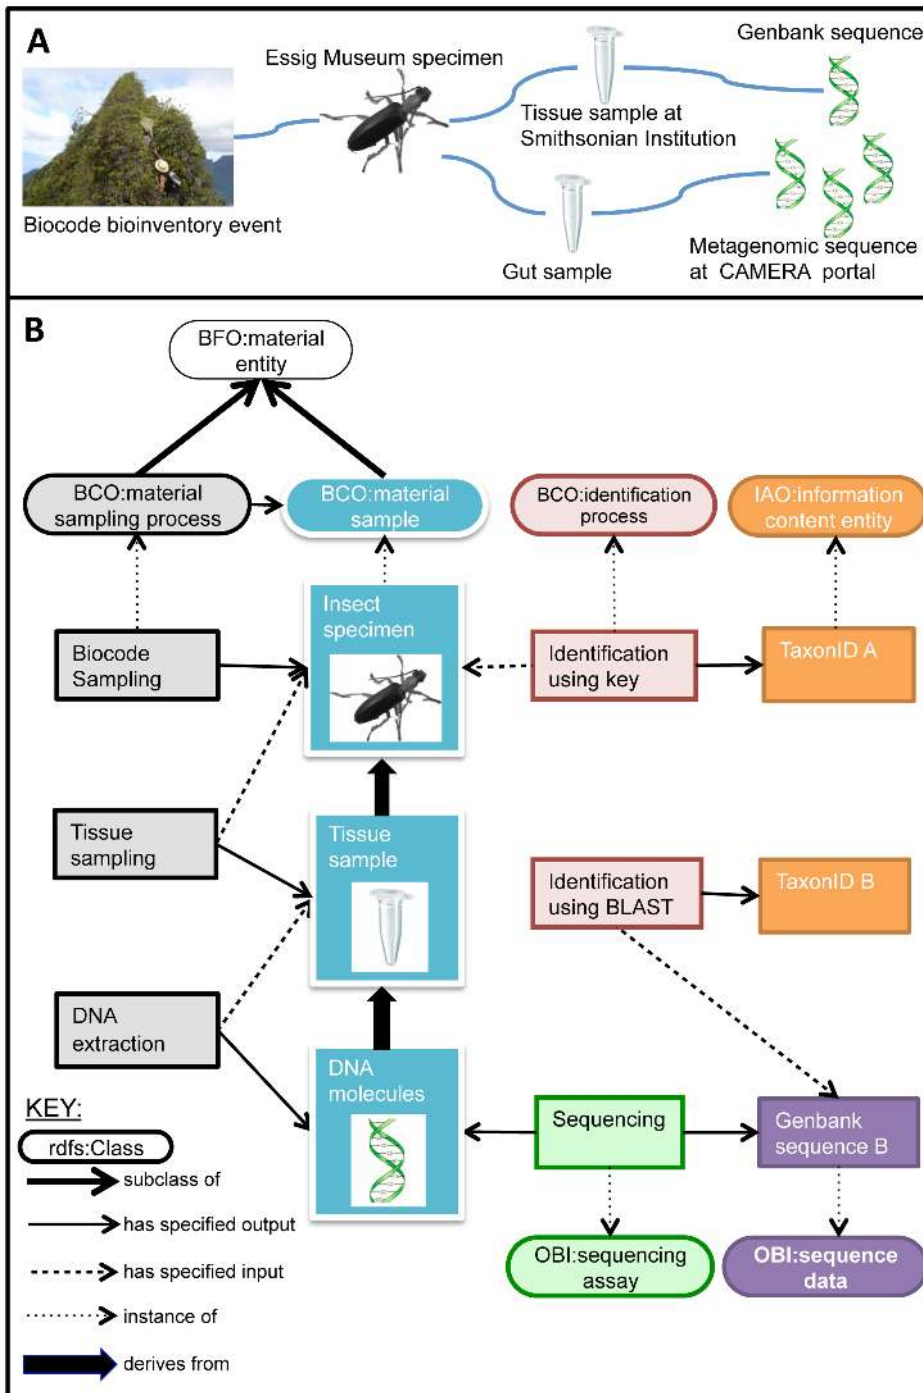 A
Essig Museum specimen
Genbank sequence
Tissue sample at
Smithsonian Institution
Biocode bioinventory event
Gut sample
Metagenomic sequence
at CAMERA portal
B
BFO:material
entity
BCO:material
sampling process
BCO:material
sample
BCO:identification
process
IAO:information
content entity
Biocode
Sampling
Insect
specimen
Identification
using key
TaxonID A
Tissue
sampling
Tissue
sample
Identification
using BLAST
TaxonID B
DNA
extraction
DNA
molecules
Sequencing
Genbank
sequence B
OBI:sequencing
assay
OBI:sequence
data
KEY:
rdfs:Class
subclass of
has specified output
has specified input
instance of
derives from